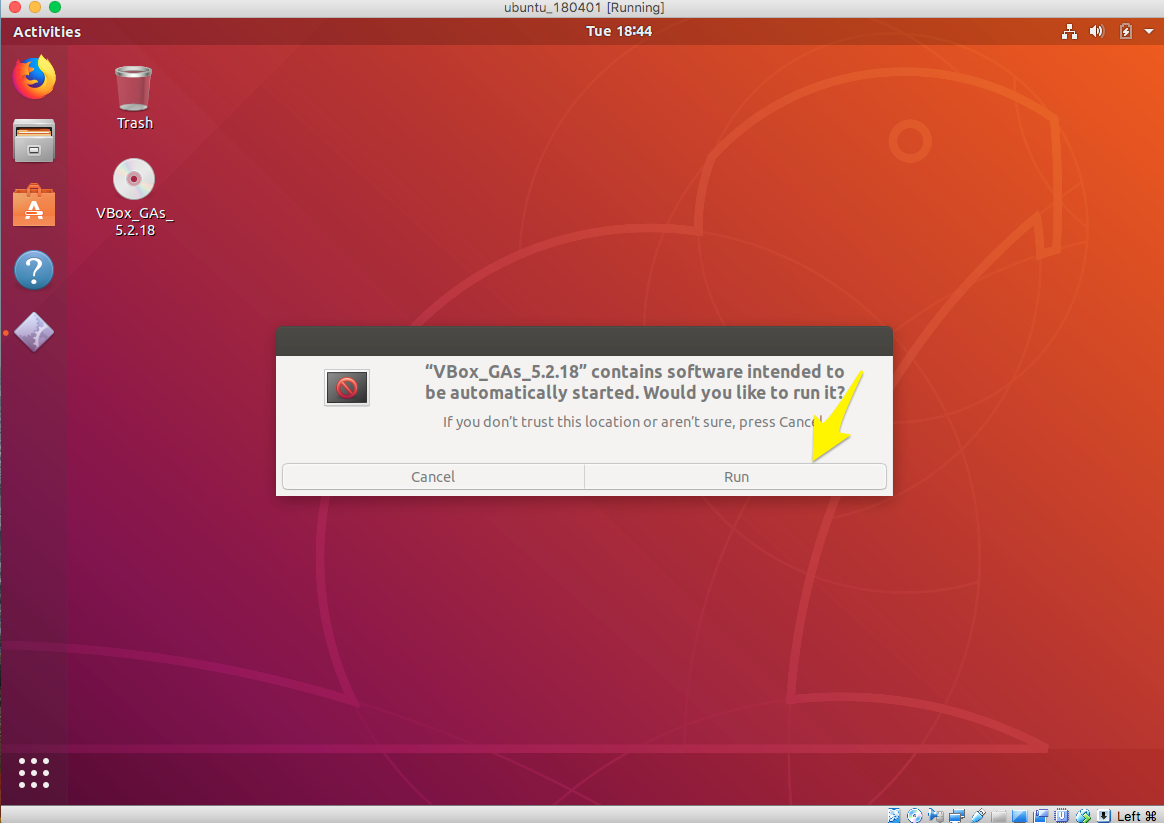 ubuntu_180401 [Running]
Activities
Tue 18:44
Trash
VBox_GAs_
5.2.18
“VBox_GAs_5.2.18” contains software intended to
be automatically started. Would you like to run it?
If you don’t trust this location or aren’t sure, press Cancel.
Cancel
Run
Left ⌘